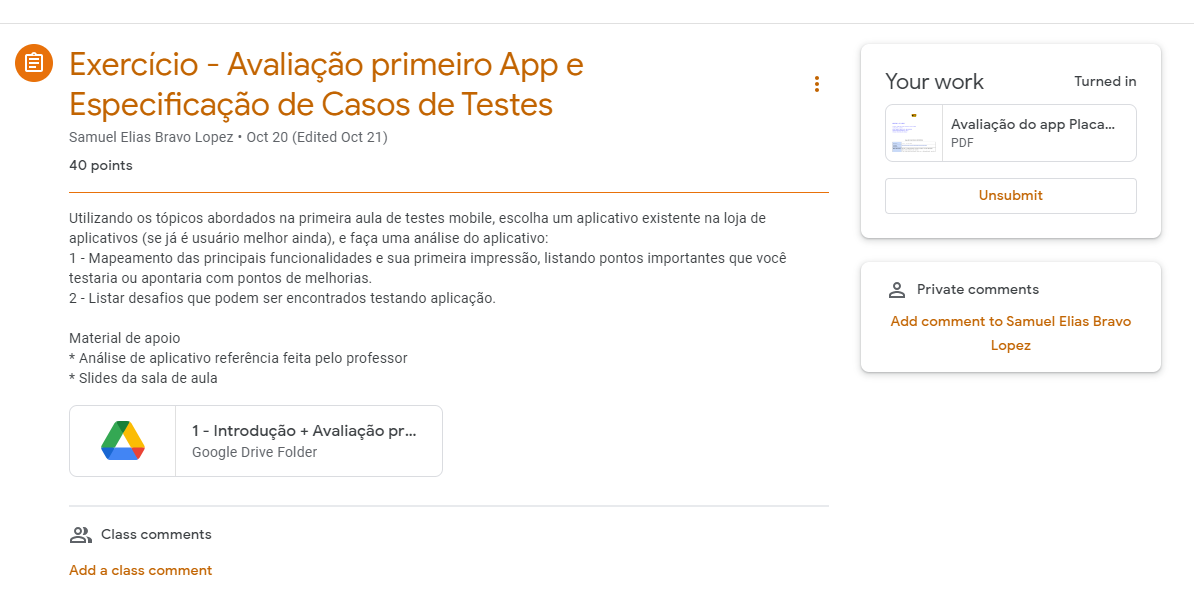 Exercício - Avaliação primeiro App e
Especificação de Casos de Testes
Samuel Elias Bravo Lopez • Oct 20 (Edited Oct 21)
40 points
Utilizando os tópicos abordados na primeira aula de testes mobile, escolha um aplicativo existente na loja de
aplicativos (se já é usuário melhor ainda), e faça uma análise do aplicativo:
1 - Mapeamento das principais funcionalidades e sua primeira impressão, listando pontos importantes que você
testaria ou apontaria com pontos de melhorias.
2 - Listar desafios que podem ser encontrados testando aplicação.
Material de apoio
* Análise de aplicativo referência feita pelo professor
* Slides da sala de aula
1 - Introdução + Avaliação pr...
Google Drive Folder
Class comments
Add a class comment
Your work
Turned in
Avaliação do app Placa...
PDF
Unsubmit
Private comments
Add comment to Samuel Elias Bravo
Lopez